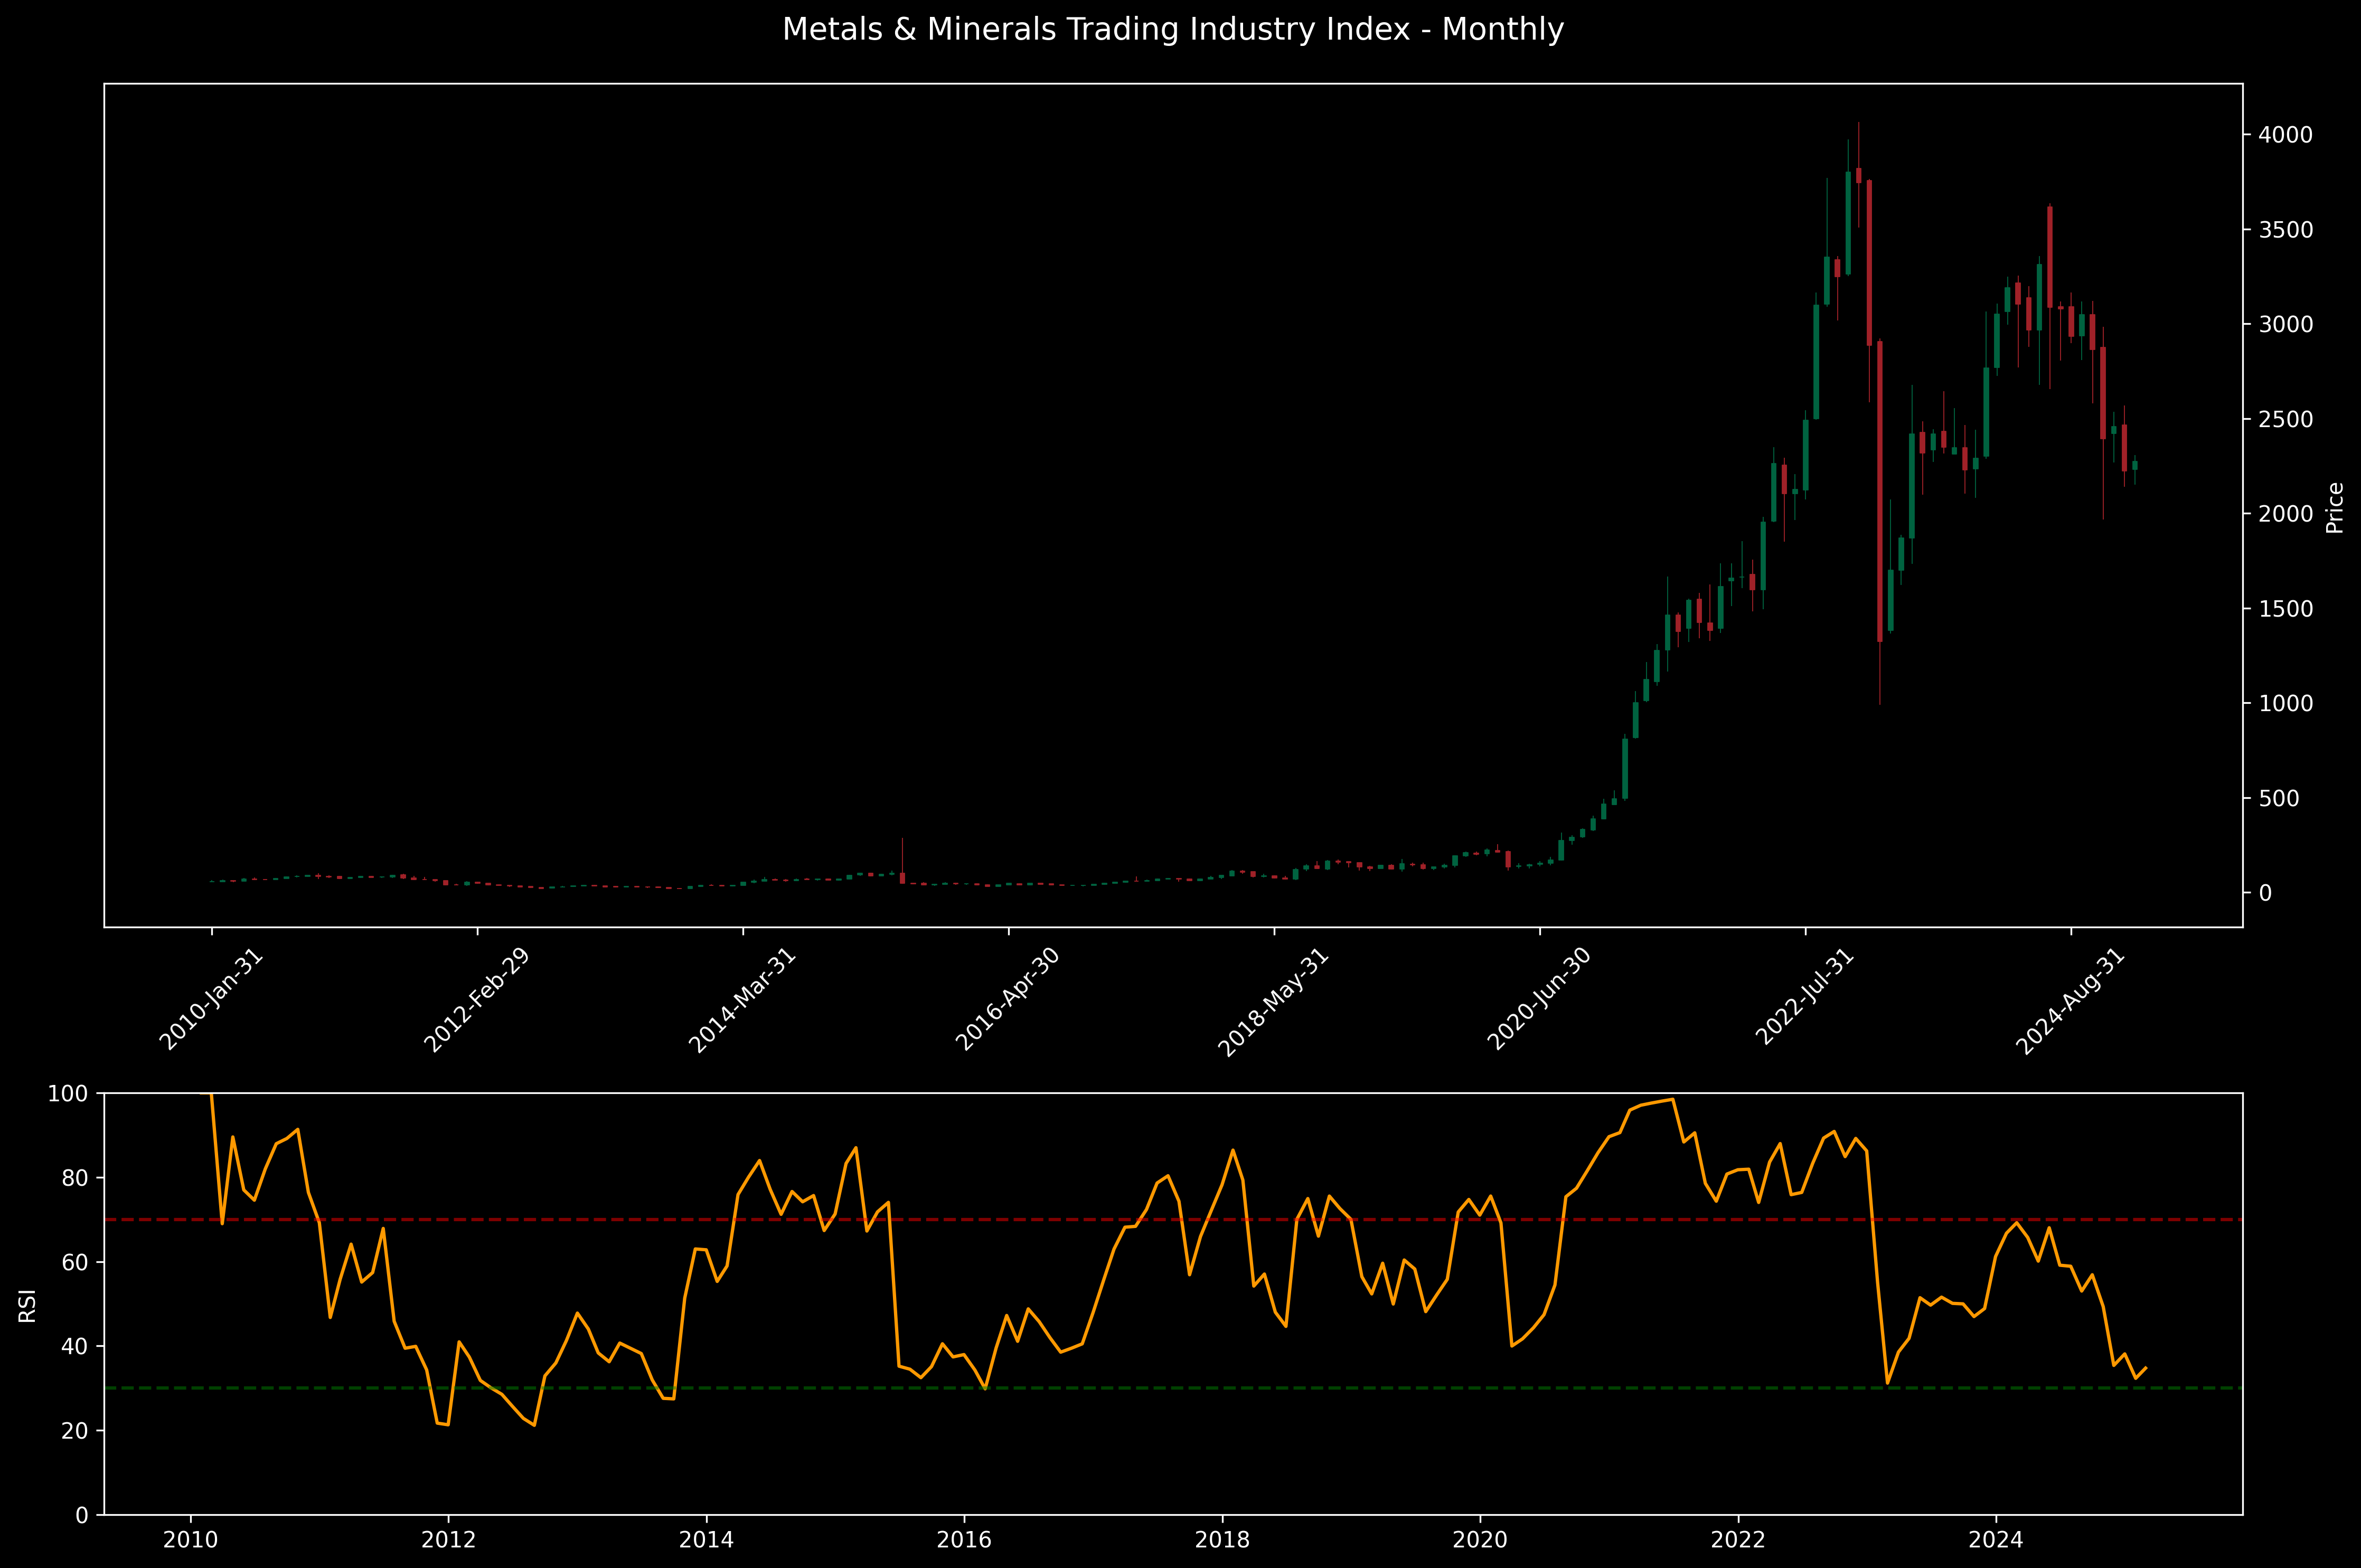 Metals & Minerals Trading Industry Index - Monthly
4000
3500
3000
2500
2000
1500
1000
500
0
Price
2010-Jan-31
2012-Feb-29
2014-Mar-31
2016-Apr-30
2018-May-31
2020-Jun-30
2022-Jul-31
2024-Aug-31
100
80
60
40
20
0
RSI
2010
2012
2014
2016
2018
2020
2022
2024